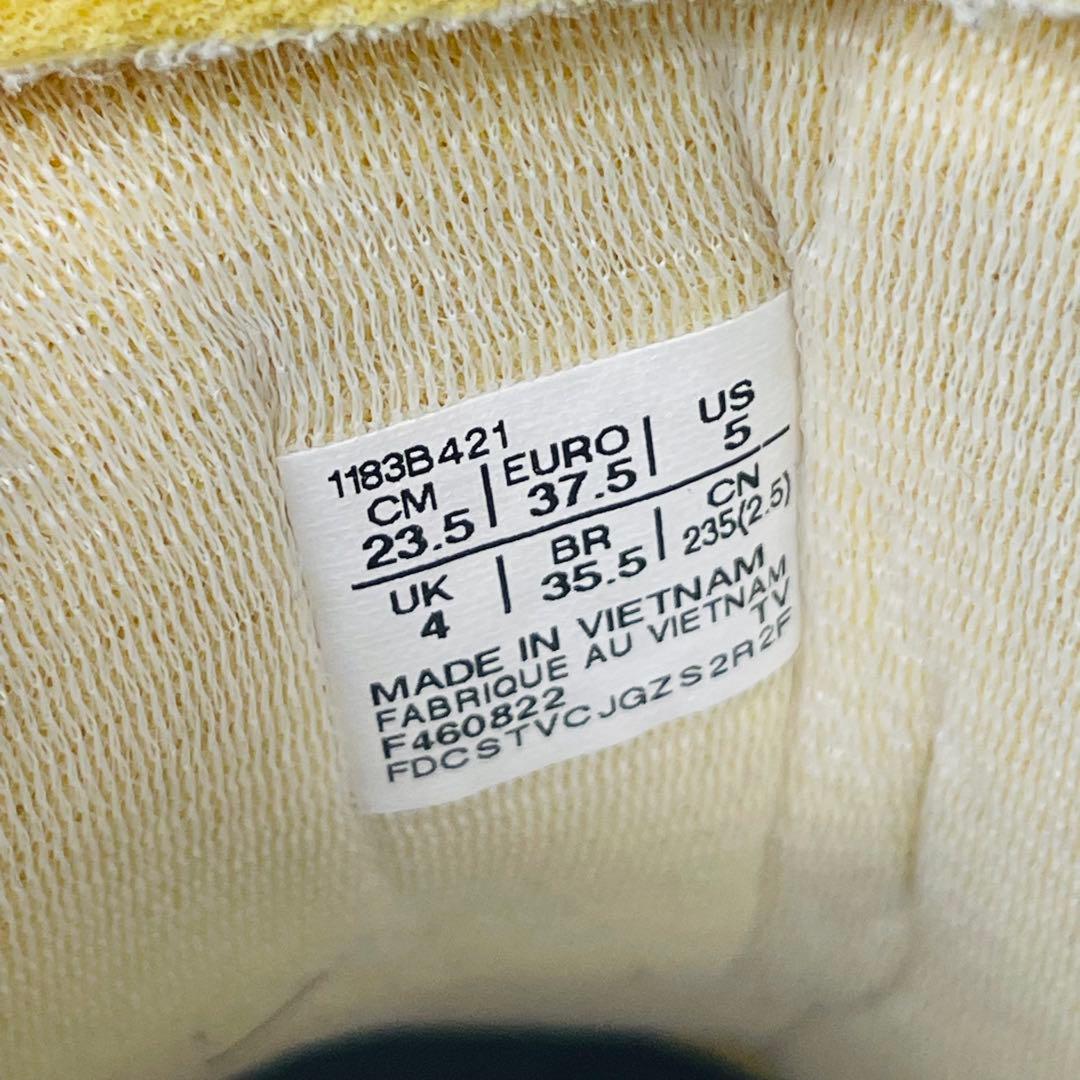 1183B421
CM | EURO | US
23.5 | 37.5 | 5
UK | BR | CN
4 | 35.5 | 235(2.5)
MADE IN VIETNAM
FABRIQUE AU VIETNAM
F460822 TV
FDCSTVCJGZS2R2F